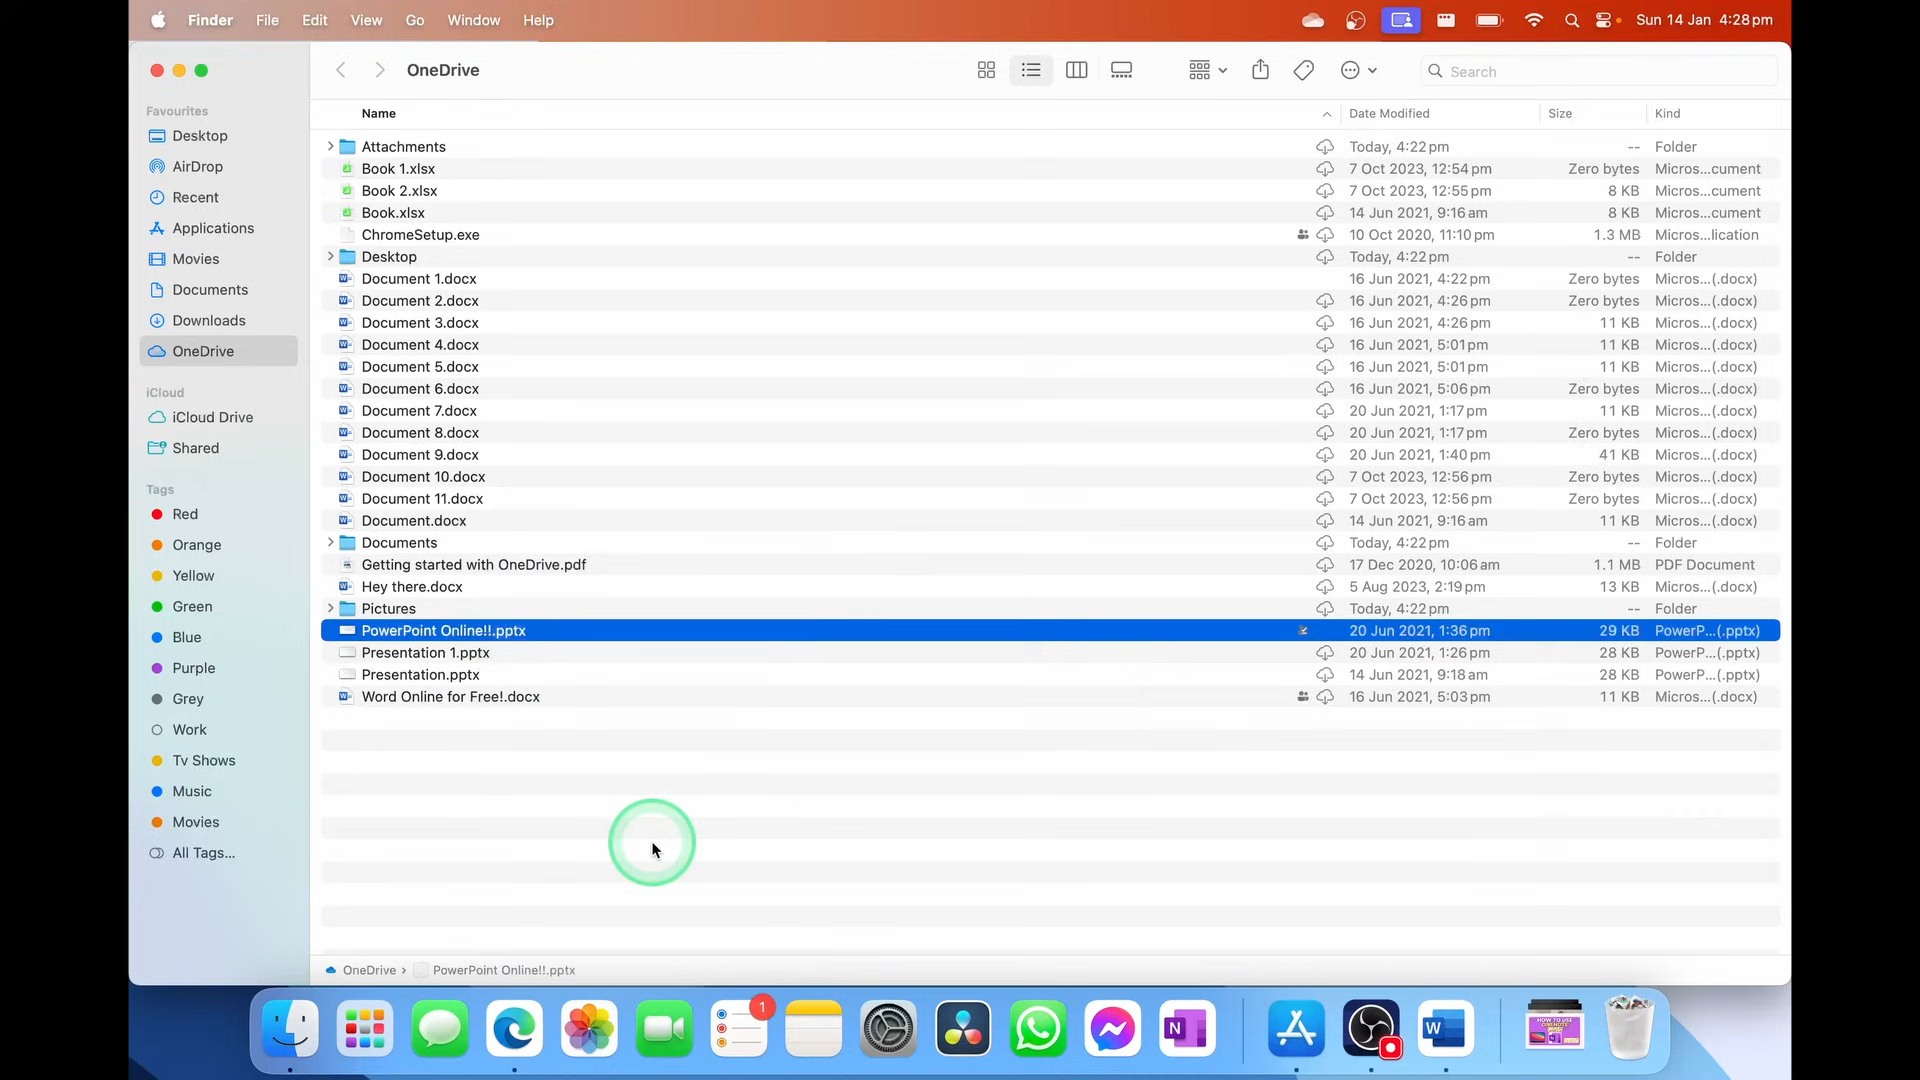 Finder File Edit View Go Window Help Sun 14 Jan 4:28 pm
OneDrive Search
Favourites
Desktop
AirDrop
Recent
Applications
Movies
Documents
Downloads
OneDrive
iCloud
iCloud Drive
Shared
Tags
Red
Orange
Yellow
Green
Blue
Purple
Grey
Work
Tv Shows
Music
Movies
All Tags...
Name Date Modified Size Kind
Attachments Today, 4:22 pm -- Folder
Book 1.xlsx 7 Oct 2023, 12:54 pm Zero bytes Micros...cument
Book 2.xlsx 7 Oct 2023, 12:55 pm 8 KB Micros...cument
Book.xlsx 14 Jun 2021, 9:16 am 8 KB Micros...cument
ChromeSetup.exe 10 Oct 2020, 11:10 pm 1.3 MB Micros...lication
Desktop Today, 4:22 pm -- Folder
Document 1.docx 16 Jun 2021, 4:22 pm Zero bytes Micros...(.docx)
Document 2.docx 16 Jun 2021, 4:26 pm Zero bytes Micros...(.docx)
Document 3.docx 16 Jun 2021, 4:26 pm 11 KB Micros...(.docx)
Document 4.docx 16 Jun 2021, 5:01 pm 11 KB Micros...(.docx)
Document 5.docx 16 Jun 2021, 5:01 pm 11 KB Micros...(.docx)
Document 6.docx 16 Jun 2021, 5:06 pm Zero bytes Micros...(.docx)
Document 7.docx 20 Jun 2021, 1:17 pm 11 KB Micros...(.docx)
Document 8.docx 20 Jun 2021, 1:17 pm Zero bytes Micros...(.docx)
Document 9.docx 20 Jun 2021, 1:40 pm 41 KB Micros...(.docx)
Document 10.docx 7 Oct 2023, 12:56 pm Zero bytes Micros...(.docx)
Document 11.docx 7 Oct 2023, 12:56 pm Zero bytes Micros...(.docx)
Document.docx 14 Jun 2021, 9:16 am 11 KB Micros...(.docx)
Documents Today, 4:22 pm -- Folder
Getting started with OneDrive.pdf 17 Dec 2020, 10:06 am 1.1 MB PDF Document
Hey there.docx 5 Aug 2023, 2:19 pm 13 KB Micros...(.docx)
Pictures Today, 4:22 pm -- Folder
PowerPoint Online!!.pptx 20 Jun 2021, 1:36 pm 29 KB PowerP...(.pptx)
Presentation 1.pptx 20 Jun 2021, 1:26 pm 28 KB PowerP...(.pptx)
Presentation.pptx 14 Jun 2021, 9:18 am 28 KB PowerP...(.pptx)
Word Online for Free!.docx 16 Jun 2021, 5:03 pm 11 KB Micros...(.docx)
OneDrive › PowerPoint Online!!.pptx
1
N
W
HOW TO USE